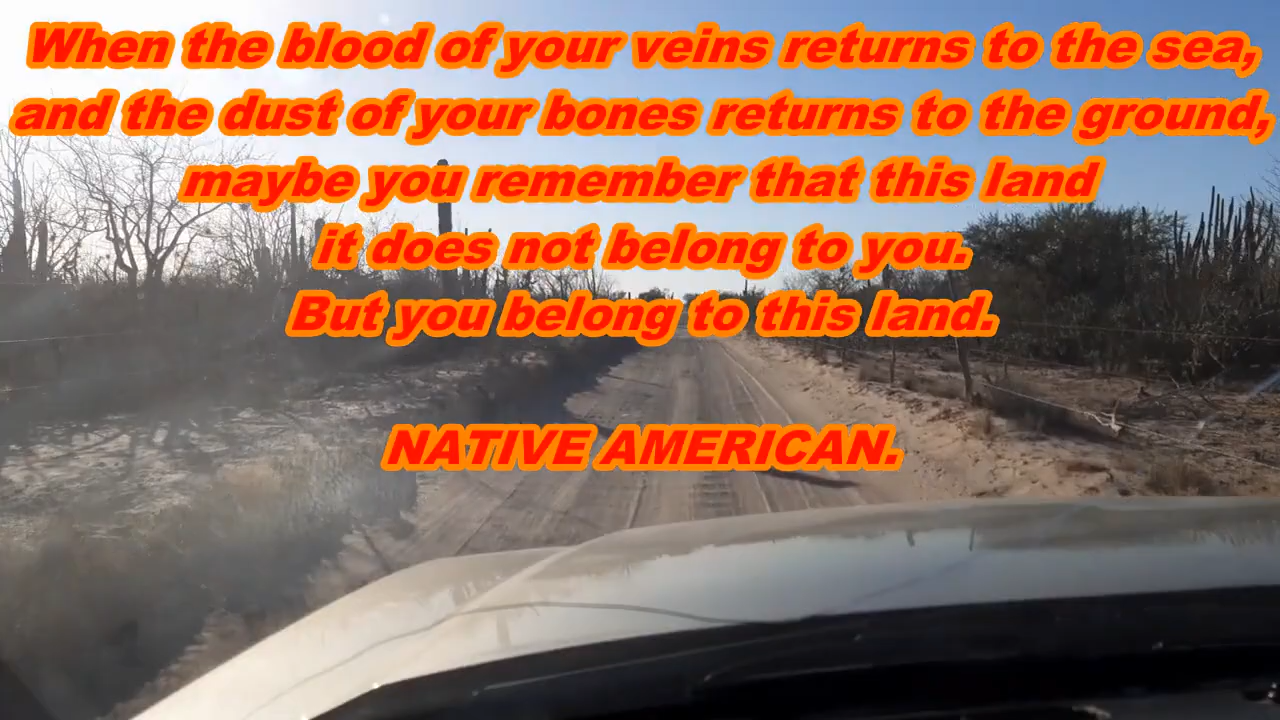 When the blood of your veins returns to the sea,
and the dust of your bones returns to the ground,
maybe you remember that this land
it does not belong to you.
But you belong to this land.
NATIVE AMERICAN.